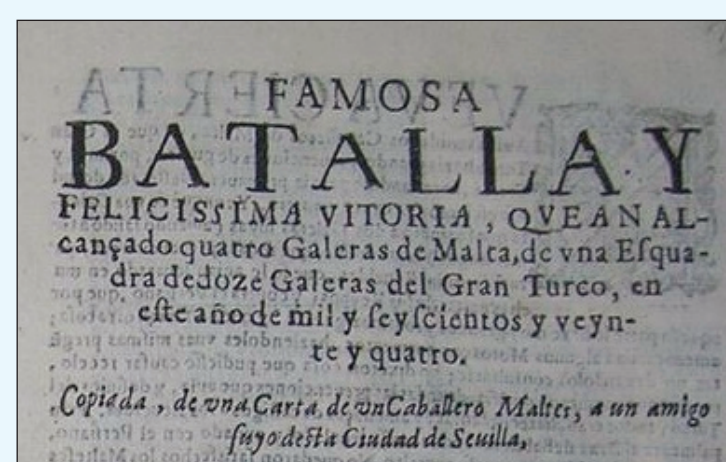 FAMOSA
BATALLA Y
FELICISSIMA VITORIA, QVE AN AL-
cançado quatro Galeras de Malta, de vna Eſqua-
dra de doze Galeras del Gran Turco, en
eſte año de mil y ſeyſcientos y veyn-
te y quatro.
Copiada, de vna Carta, de vn Caballero Maltes, a un amigo
ſuyo deſta Ciudad de Seuilla,